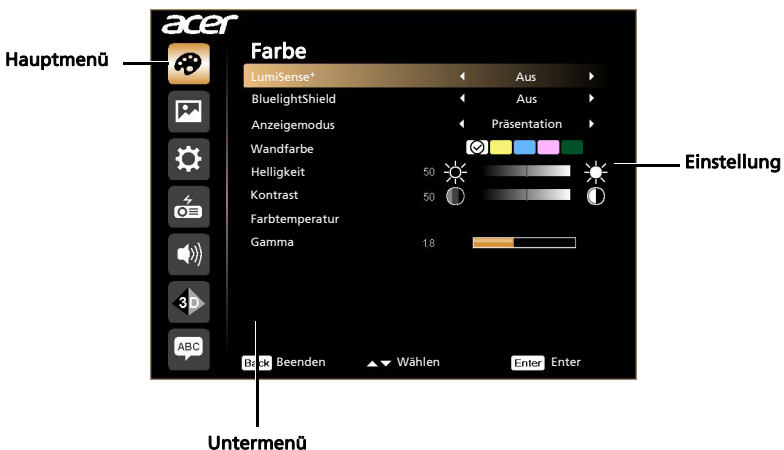 acer
Hauptmenü
Farbe
LumiSense+ Aus
BluelightShield Aus
Anzeigemodus Präsentation
Wandfarbe
Einstellung
Helligkeit 50
Kontrast 50
Farbtemperatur
Gamma 1.8
3D
ABC
Back Beenden Wählen Enter Enter
Untermenü